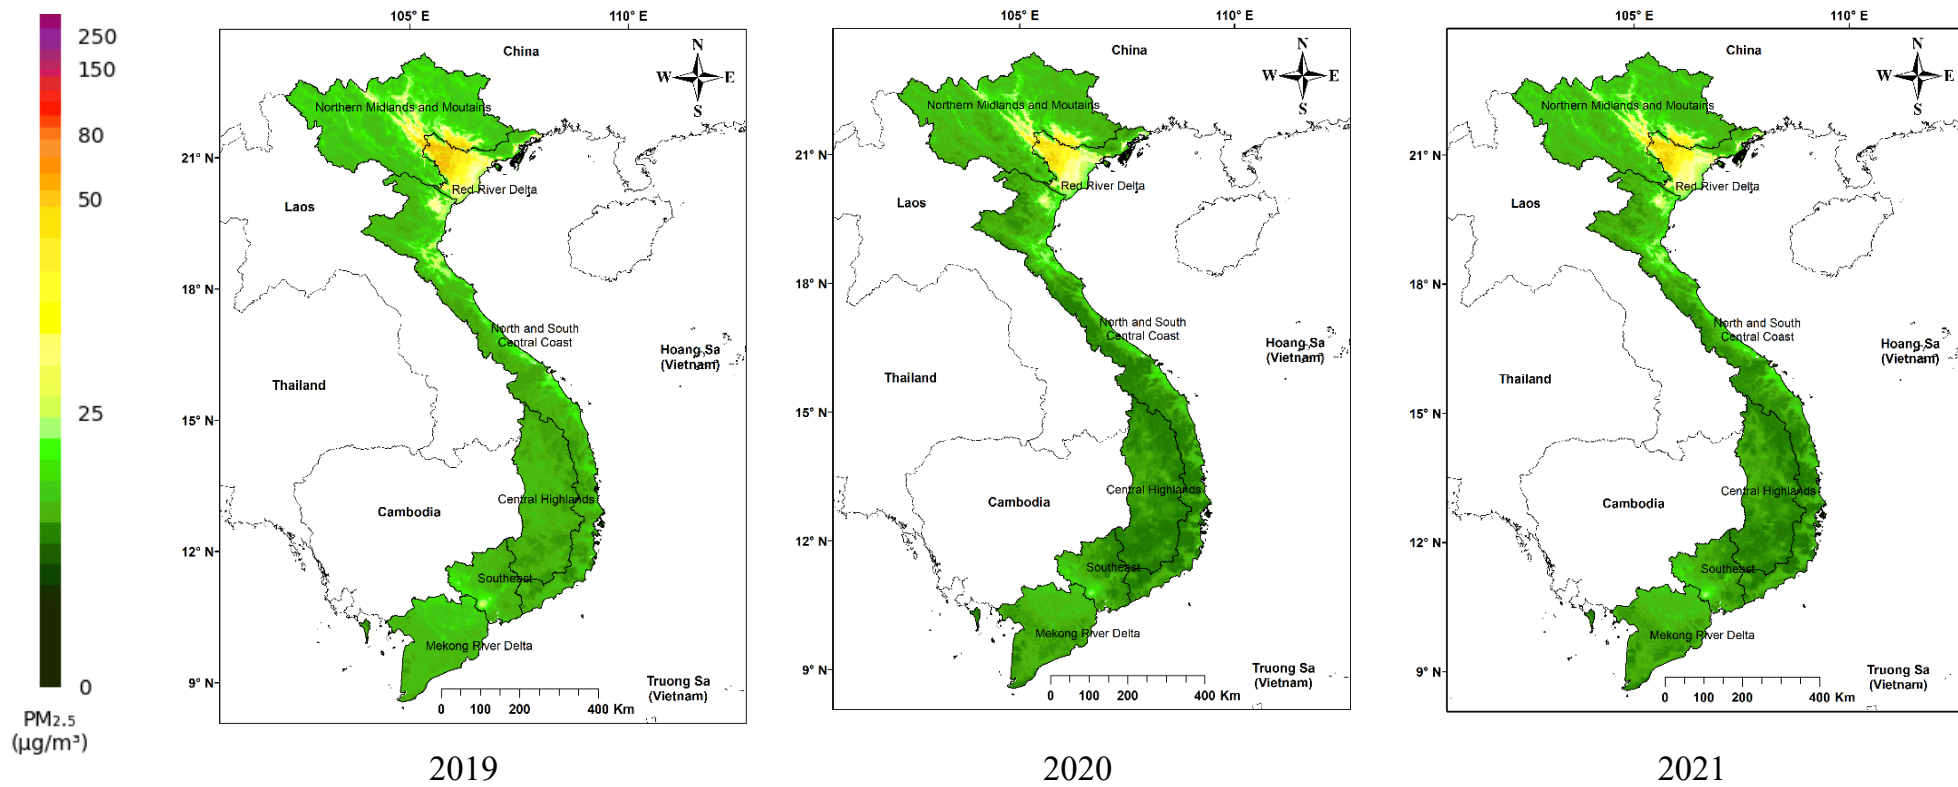 250
150
80
50
25
0
PM₂.₅
(µg/m³)
105° E
110° E
China
N
W
E
S
Northern Midlands and Moutains
21° N
Red River Delta
Laos
18° N
North and South
Central Coast
Hoang Sa
(Vietnam)
Thailand
15° N
Central Highlands
Cambodia
12° N
Southeast
Mekong River Delta
9° N
Truong Sa
(Vietnam)
0 100 200 400 Km
2019
105° E
110° E
China
N
W
E
S
Northern Midlands and Moutains
21° N
Red River Delta
Laos
18° N
North and South
Central Coast
Hoang Sa
(Vietnam)
Thailand
15° N
Central Highlands
Cambodia
12° N
Southeast
Mekong River Delta
9° N
Truong Sa
(Vietnam)
0 100 200 400 Km
2020
105° E
110° E
China
N
W
E
S
Northern Midlands and Moutains
21° N
Red River Delta
Laos
18° N
North and South
Central Coast
Hoang Sa
(Vietnam)
Thailand
15° N
Central Highlands
Cambodia
12° N
Southeast
Mekong River Delta
9° N
Truong Sa
(Vietnam)
0 100 200 400 Km
2021